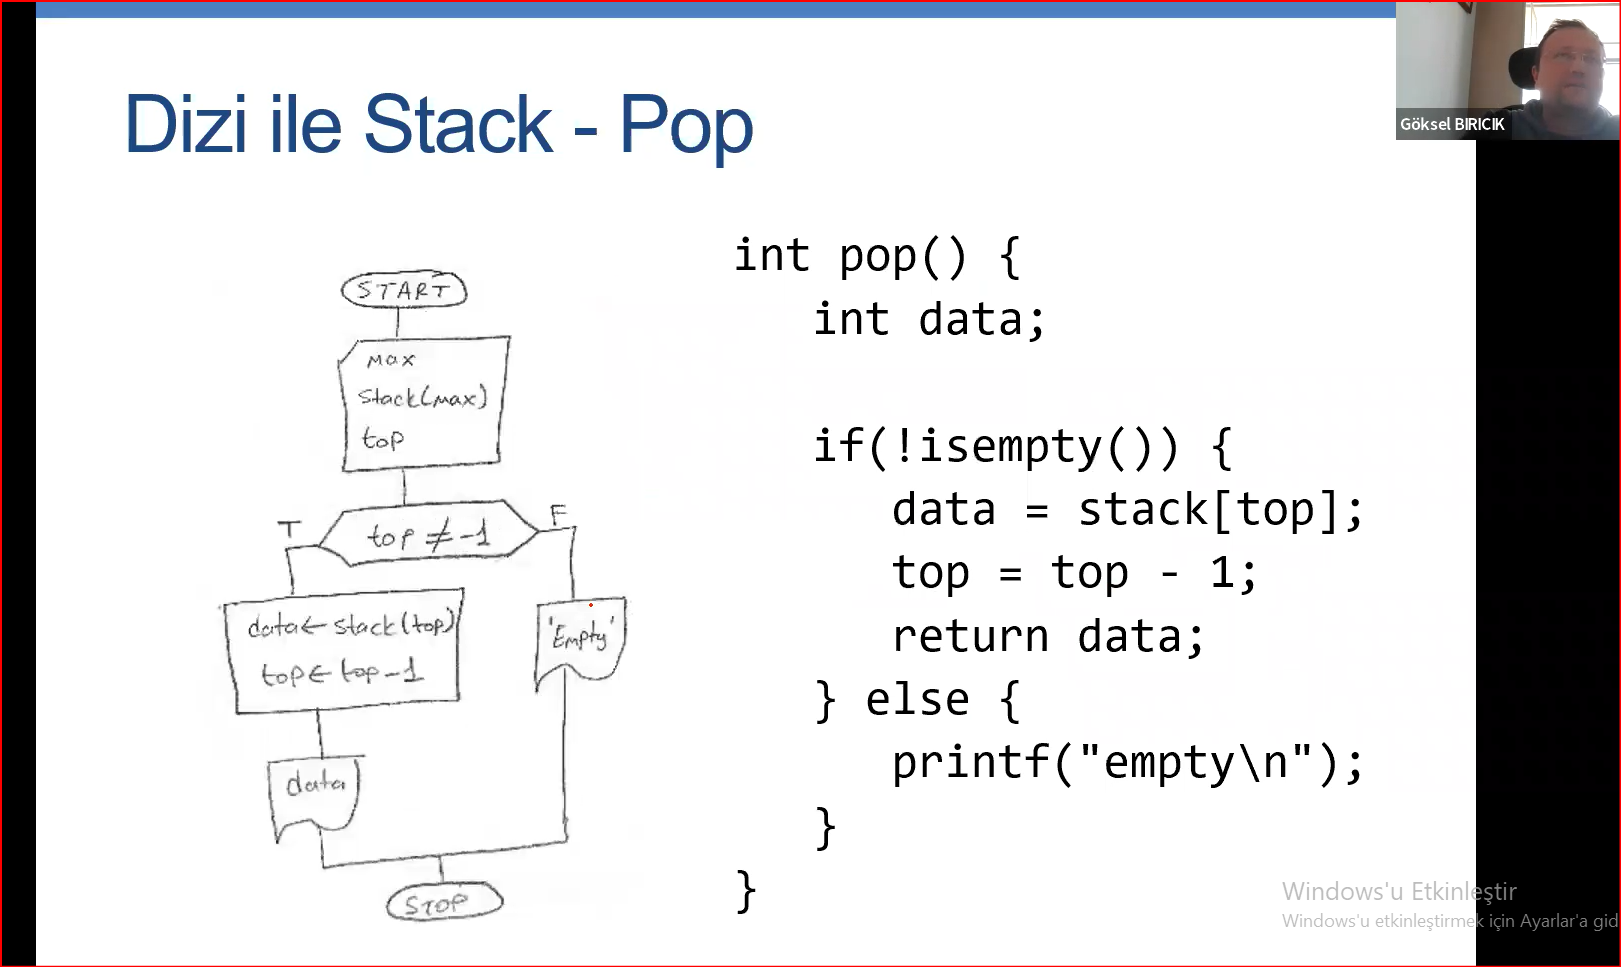 Göksel BIRICIK
Dizi ile Stack - Pop
START
max
stack(max)
top
top ≠ -1
T
F
data ← stack(top)
top ← top - 1
'Empty'
data
STOP
int pop() {
int data;
if(!isempty()) {
data = stack[top];
top = top - 1;
return data;
} else {
printf("empty\n");
}
}
Windows'u Etkinleştir
Windows'u etkinleştirmek için Ayarlar'a gid